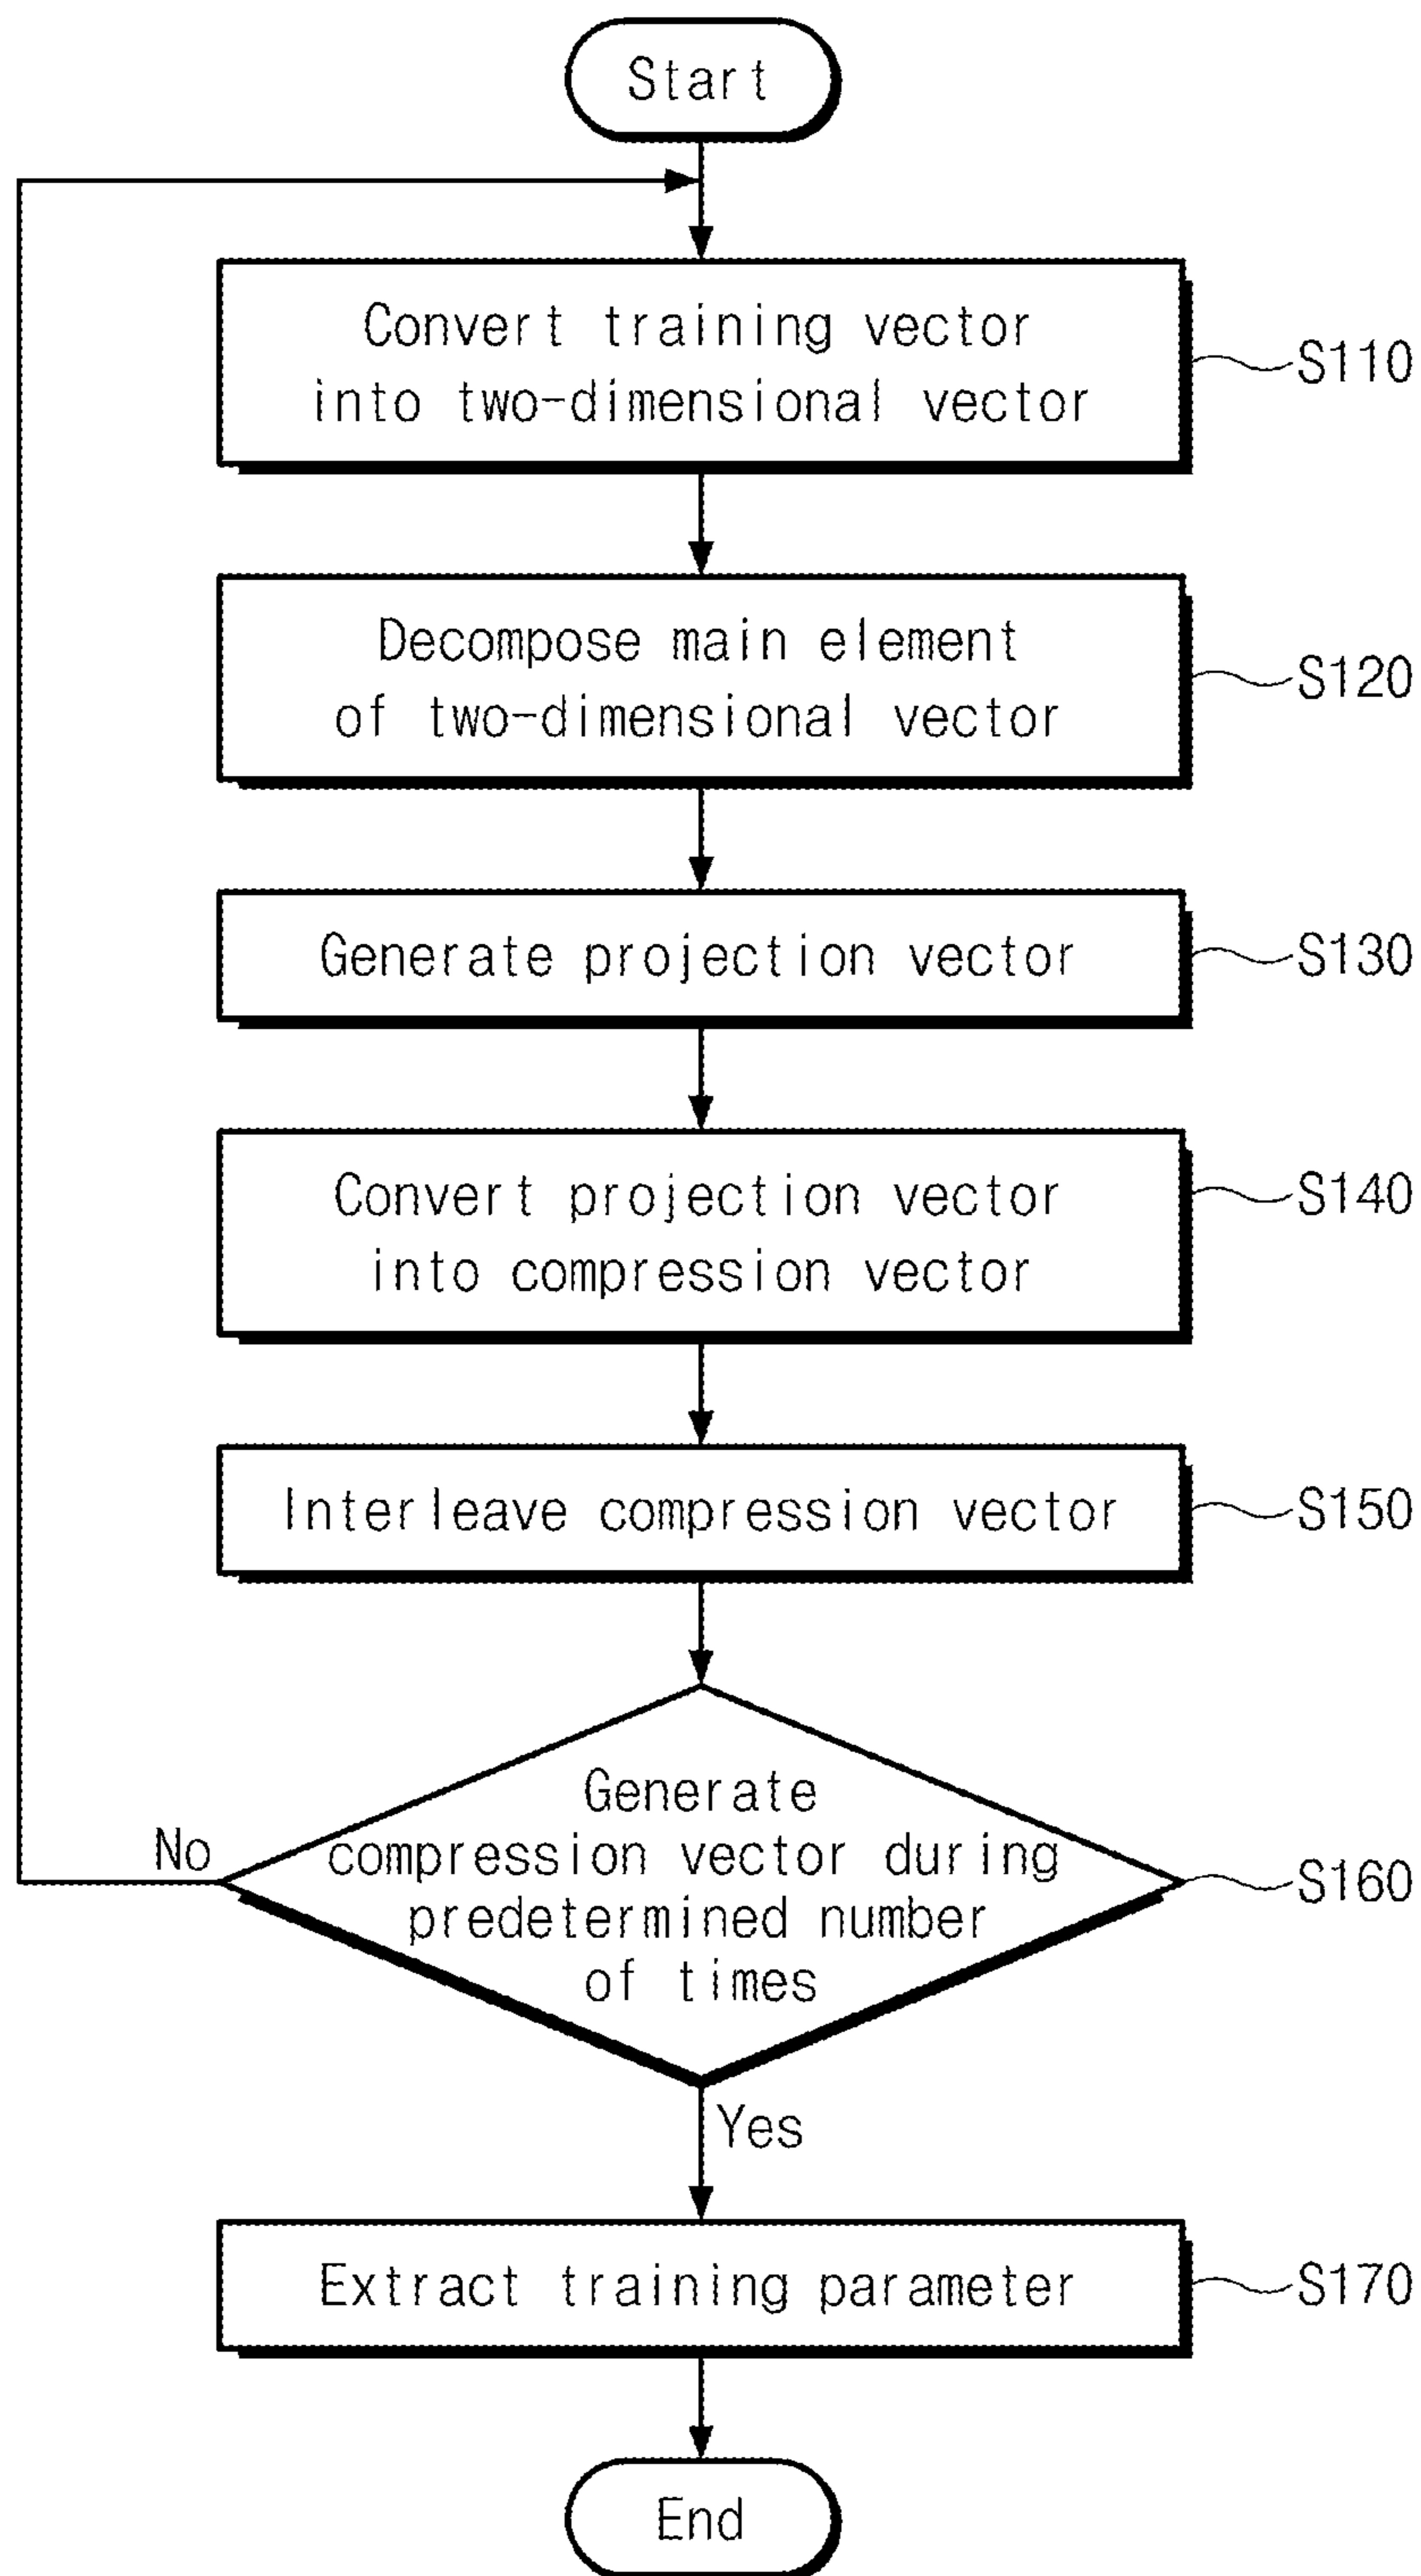 Start
Convert training vector
into two-dimensional vector
S110
Decompose main element
of two-dimensional vector
S120
Generate projection vector
S130
Convert projection vector
into compression vector
S140
Interleave compression vector
S150
Generate
compression vector during
predetermined number
of times
S160
No
Yes
Extract training parameter
S170
End